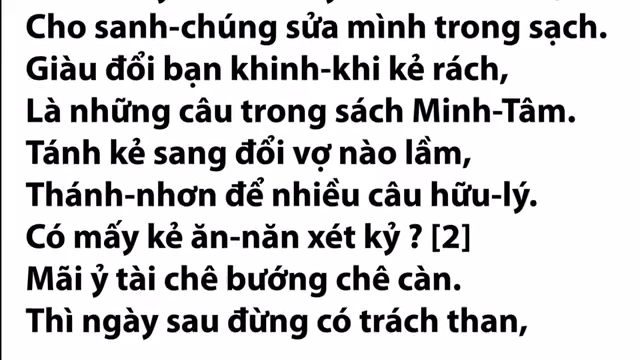 Cho sanh-chúng sửa mình trong sạch.
Giàu đổi bạn khinh-khi kẻ rách,
Là những câu trong sách Minh-Tâm.
Tánh kẻ sang đổi vợ nào lầm,
Thánh-nhơn để nhiều câu hữu-lý.
Có mấy kẻ ăn-năn xét kỷ ? [2]
Mãi ỷ tài chê bướng chê càn.
Thì ngày sau đừng có trách than,